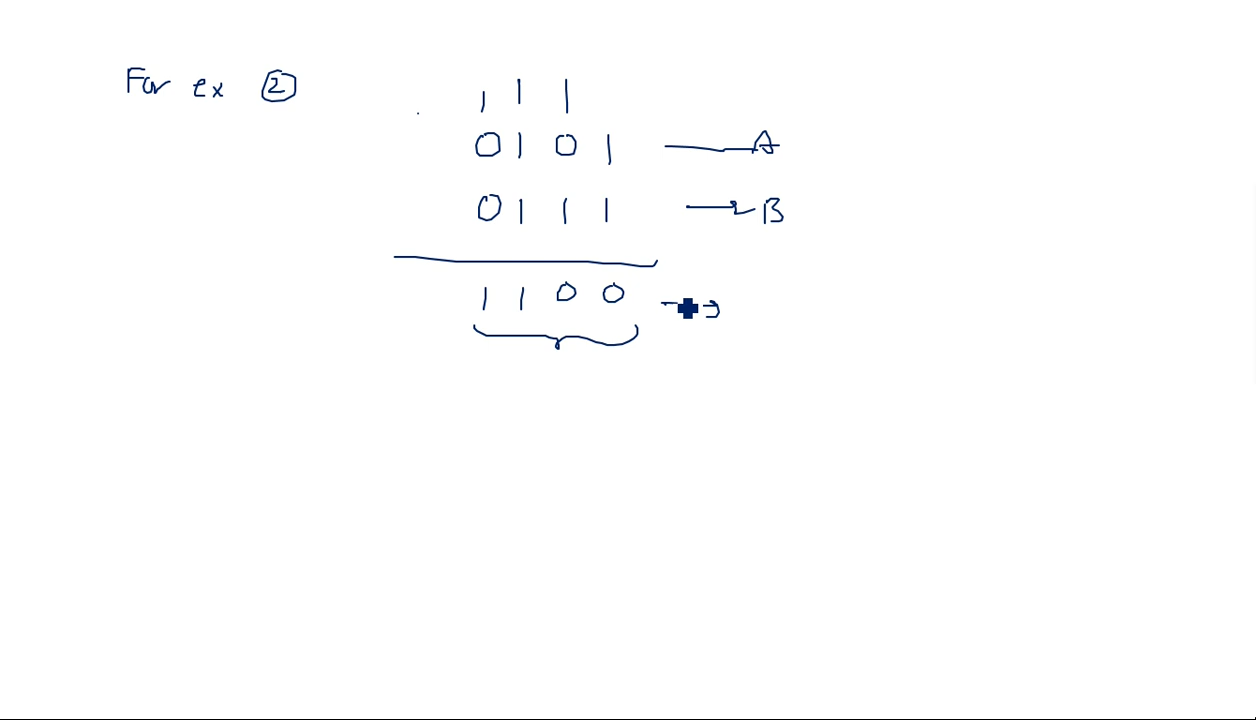 For ex ②
1 1 1
0 1 0 1 — A
0 1 1 1 → B
1 1 0 0 →